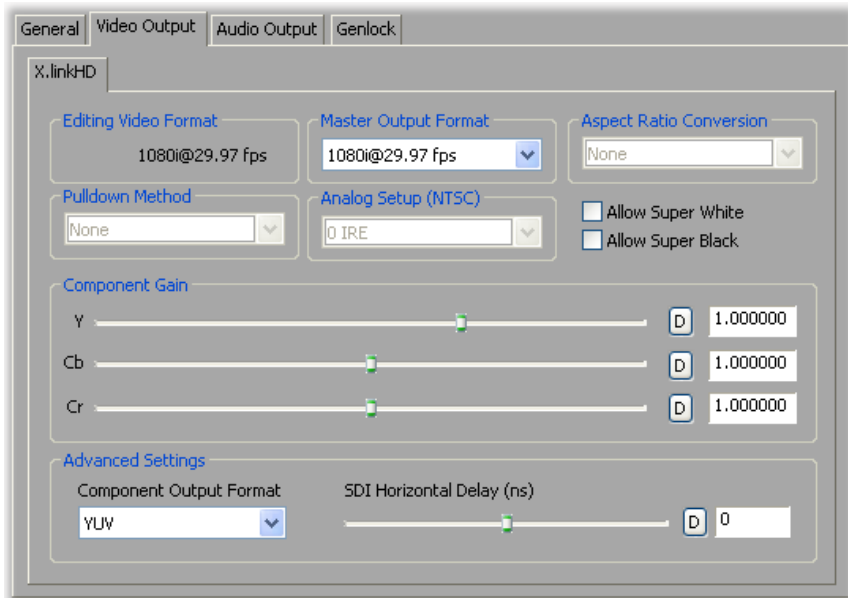 General Video Output Audio Output Genlock
X.linkHD
Editing Video Format Master Output Format Aspect Ratio Conversion
1080i@29.97 fps 1080i@29.97 fps None
Pulldown Method Analog Setup (NTSC)
None 0 IRE Allow Super White
Allow Super Black
Component Gain
Y D 1.000000
Cb D 1.000000
Cr D 1.000000
Advanced Settings
Component Output Format SDI Horizontal Delay (ns)
YUV D 0